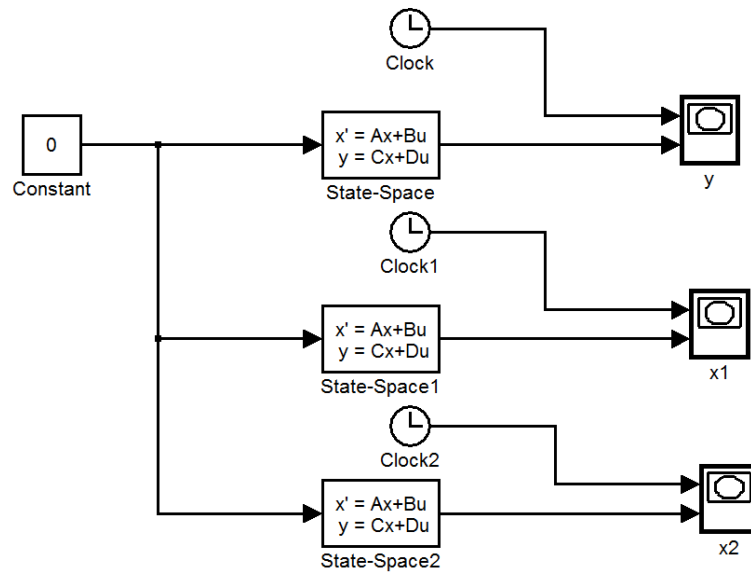 Clock
0
Constant
x' = Ax+Bu
y = Cx+Du
State-Space
y
Clock1
x' = Ax+Bu
y = Cx+Du
State-Space1
x1
Clock2
x' = Ax+Bu
y = Cx+Du
State-Space2
x2